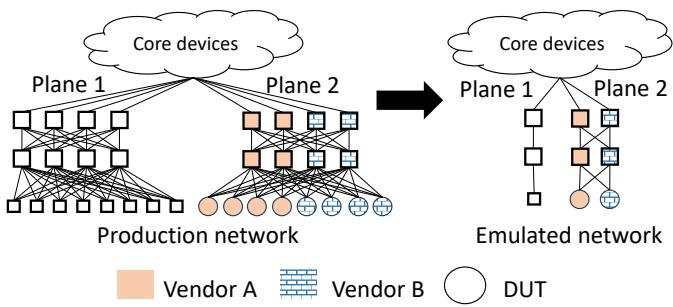 Core devices
Core devices
Plane 1
Plane 2
Plane 1
Plane 2
Production network
Emulated network
Vendor A
Vendor B
DUT